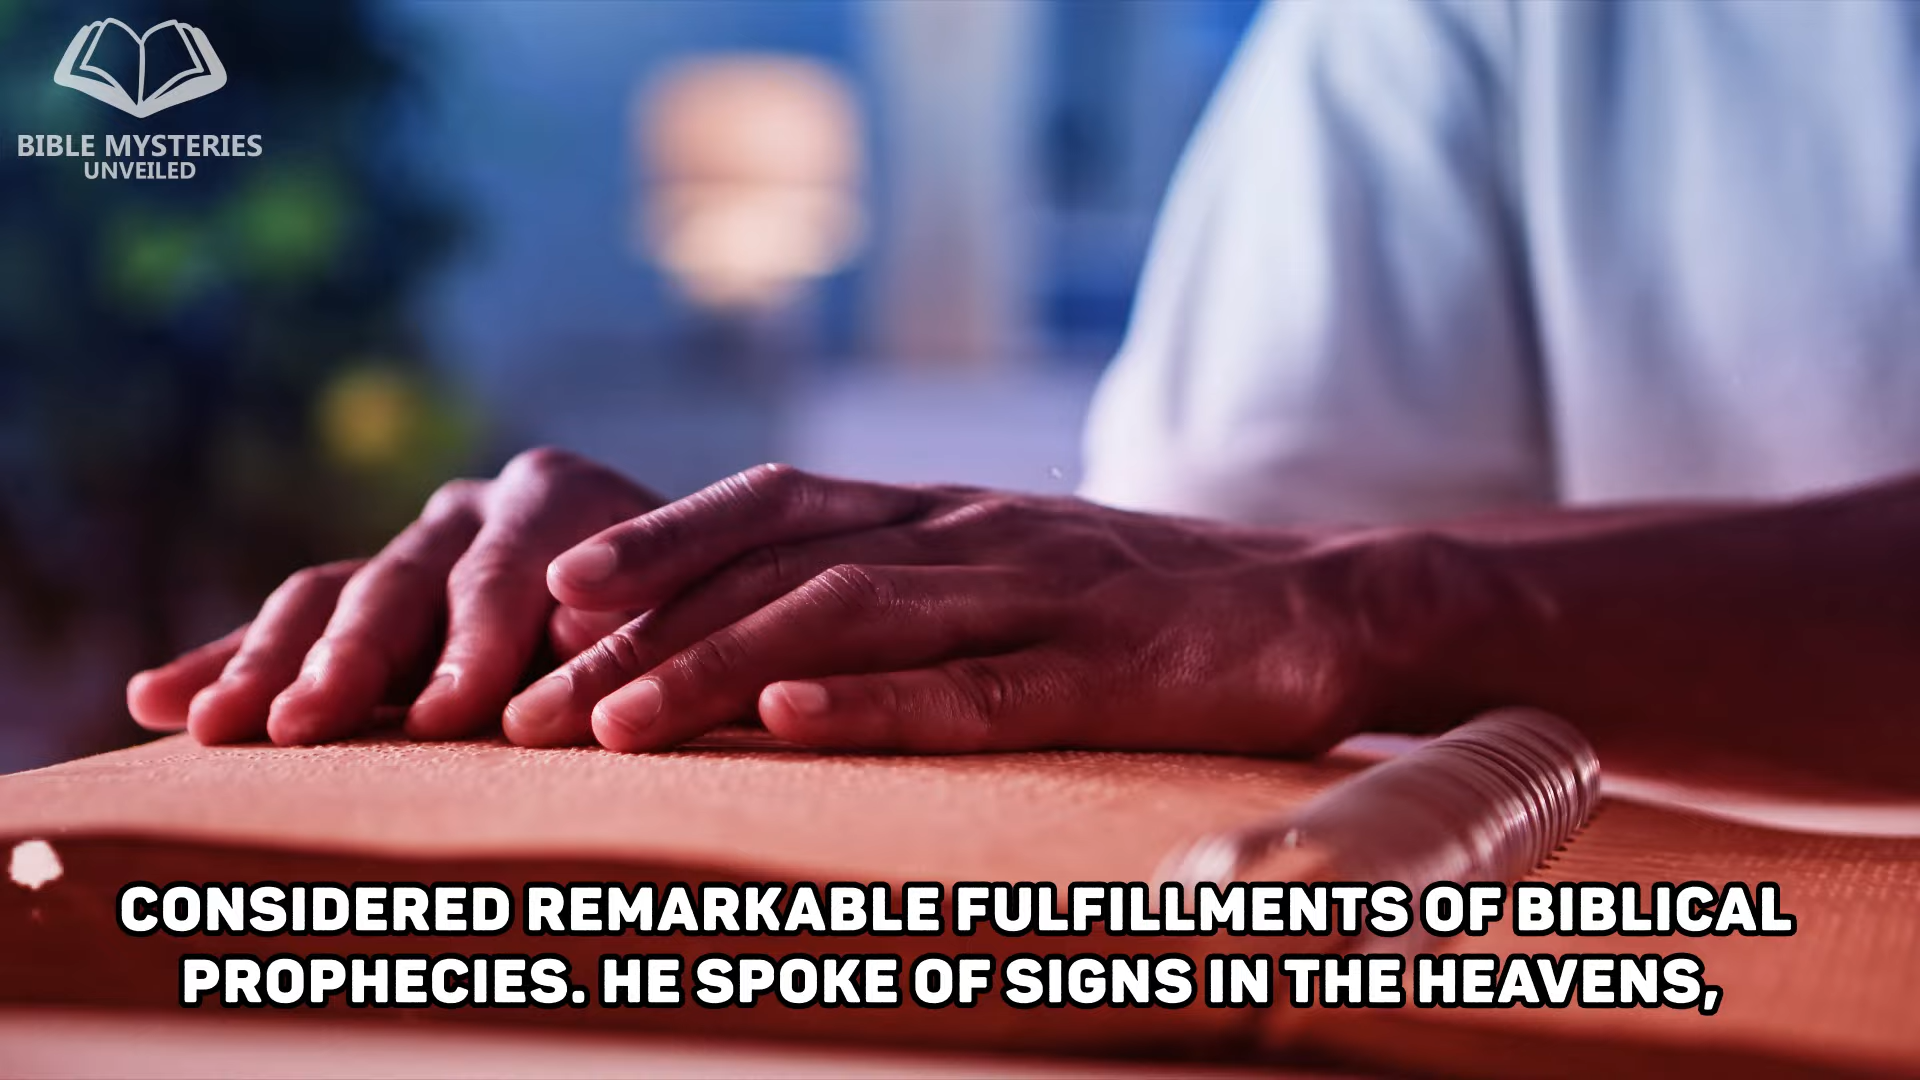 BIBLE MYSTERIES
UNVEILED
CONSIDERED REMARKABLE FULFILLMENTS OF BIBLICAL
PROPHECIES. HE SPOKE OF SIGNS IN THE HEAVENS,